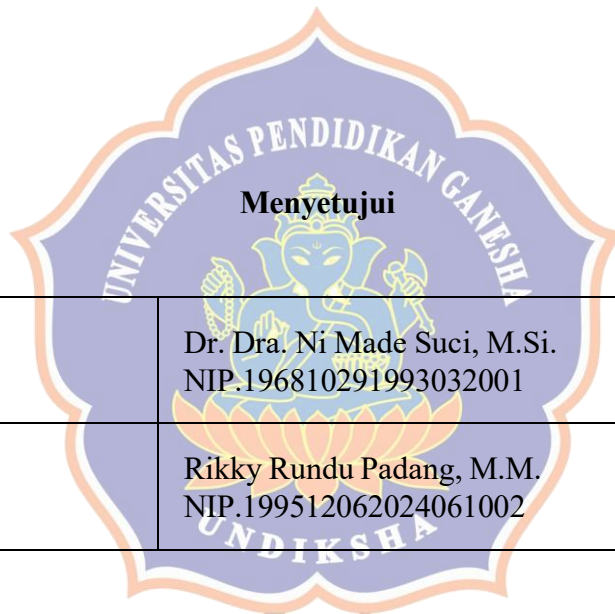 UNIVERSITAS PENDIDIKAN GANESHA
Menyetujui
Dr. Dra. Ni Made Suci, M.Si.
NIP.196810291993032001
Rikky Rundu Padang, M.M.
NIP.199512062024061002
UNDIKSHA